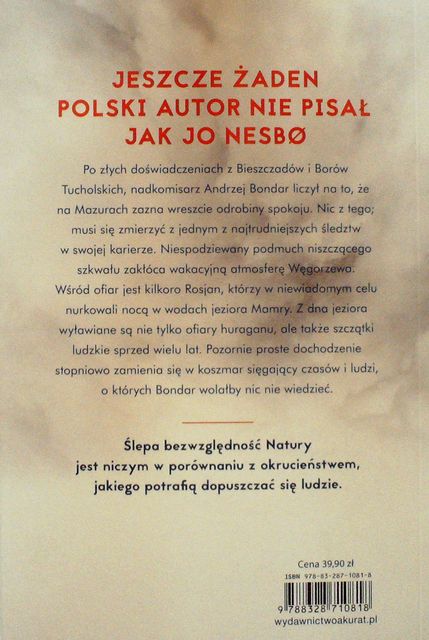 JESZCZE ŻADEN
POLSKI AUTOR NIE PISAŁ
JAK JO NESBØ
Po złych doświadczeniach z Bieszczadów i Borów
Tucholskich, nadkomisarz Andrzej Bondar liczył na to, że
na Mazurach zazna wreszcie odrobiny spokoju. Nic z tego;
musi się zmierzyć z jednym z najtrudniejszych śledztw
w swojej karierze. Niespodziewany podmuch niszczącego
szkwału zakłóca wakacyjną atmosferę Węgorzewa.
Wśród ofiar jest kilkoro Rosjan, którzy w niewiadomym celu
nurkowali nocą w wodach jeziora Mamry. Z dna jeziora
wyławiane są nie tylko ofiary huraganu, ale także szczątki
ludzkie sprzed wielu lat. Pozornie proste dochodzenie
stopniowo zamienia się w koszmar sięgający czasów i ludzi,
o których Bondar wolałby nic nie wiedzieć.
Ślepa bezwzględność Natury
jest niczym w porównaniu z okrucieństwem,
jakiego potrafią dopuszczać się ludzie.
Cena 39,90 zł
ISBN 978-83-287-1081-8
9 788328 710818
wydawnictwoakurat.pl